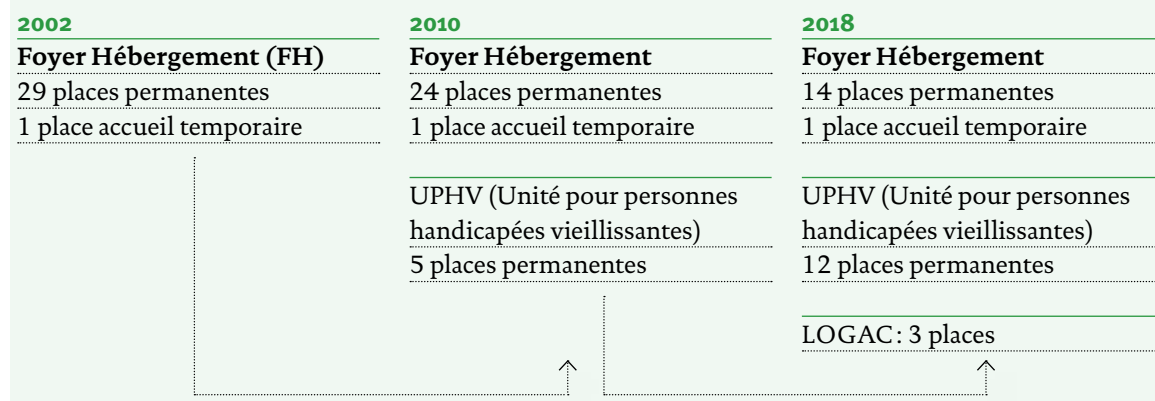 2002
Foyer Hébergement (FH)
29 places permanentes
1 place accueil temporaire
2010
Foyer Hébergement
24 places permanentes
1 place accueil temporaire
UPHV (Unité pour personnes
handicapées vieillissantes)
5 places permanentes
2018
Foyer Hébergement
14 places permanentes
1 place accueil temporaire
UPHV (Unité pour personnes
handicapées vieillissantes)
12 places permanentes
LOGAC : 3 places